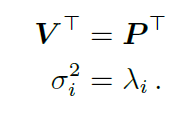 𝑽^⊤ = 𝑷^⊤
σ_i^2 = λ_i .